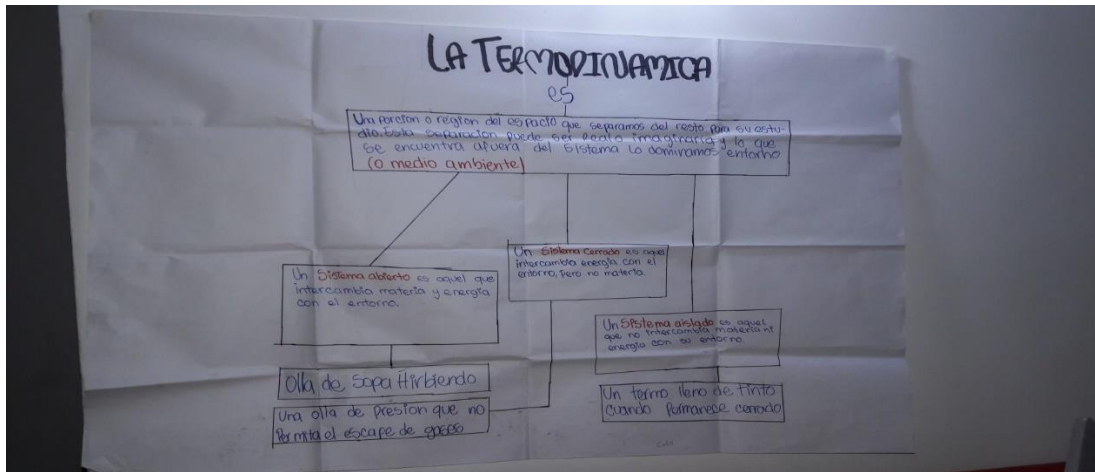 LA TERMODINAMICA
es
Una porcion o region del espacio que separamos del resto para su estu-
dio. Esta separacion puede ser real o imaginaria y lo que
se encuentra afuera del sistema lo dominamos entorno
(o medio ambiente)
Un Sistema abierto es aquel que
intercambia materia y energia
con el entorno.
Un Sistema Cerrado es aquel
intercambia energia con el
entorno, Pero no materia.
Un Sistema aislado es aquel
que no intercambia materia ni
energia con su entorno.
Olla de sopa Hirbiendo
Una olla de Presion que no
Permita el escape de gases
Un termo lleno de tinto
cuando Permanece cerrado